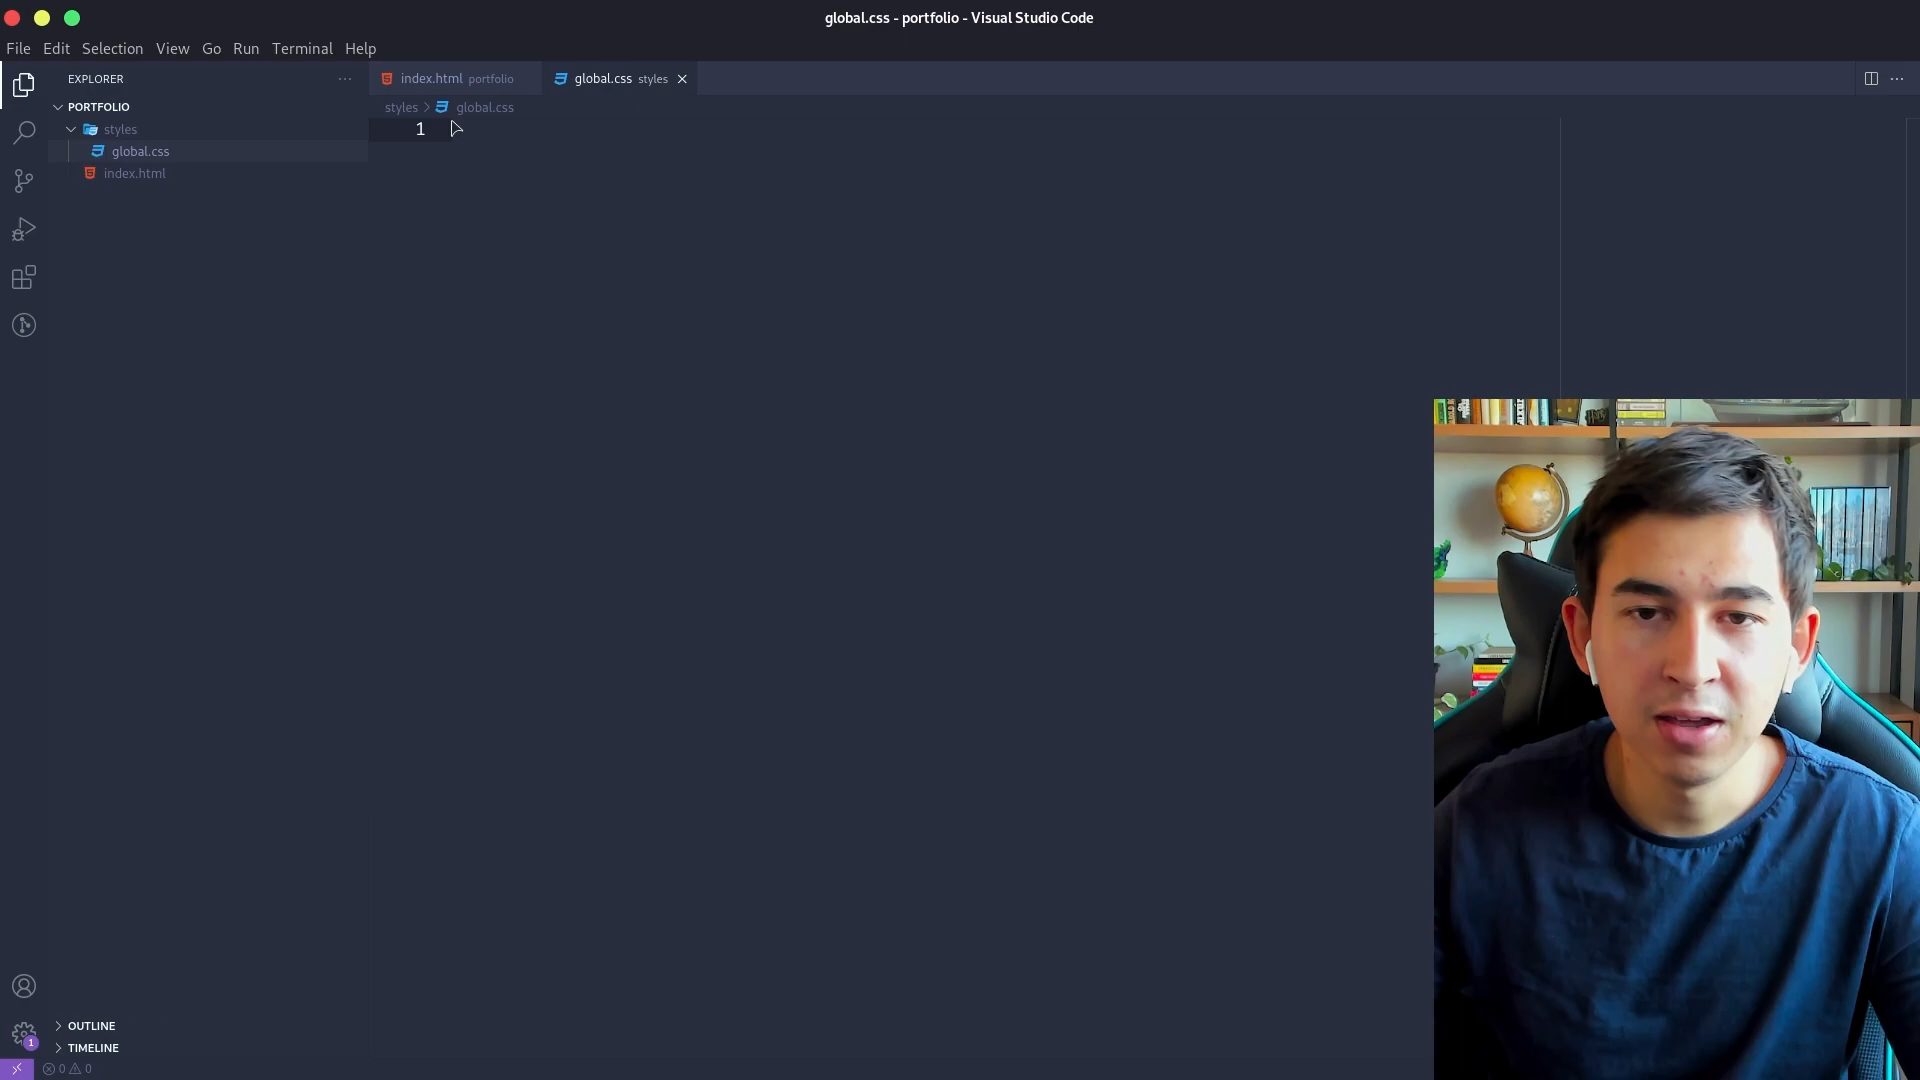 global.css - portfolio - Visual Studio Code
File Edit Selection View Go Run Terminal Help
EXPLORER
index.html portfolio
global.css styles
PORTFOLIO
styles > global.css
styles
1
global.css
index.html
OUTLINE
1
TIMELINE
0 0